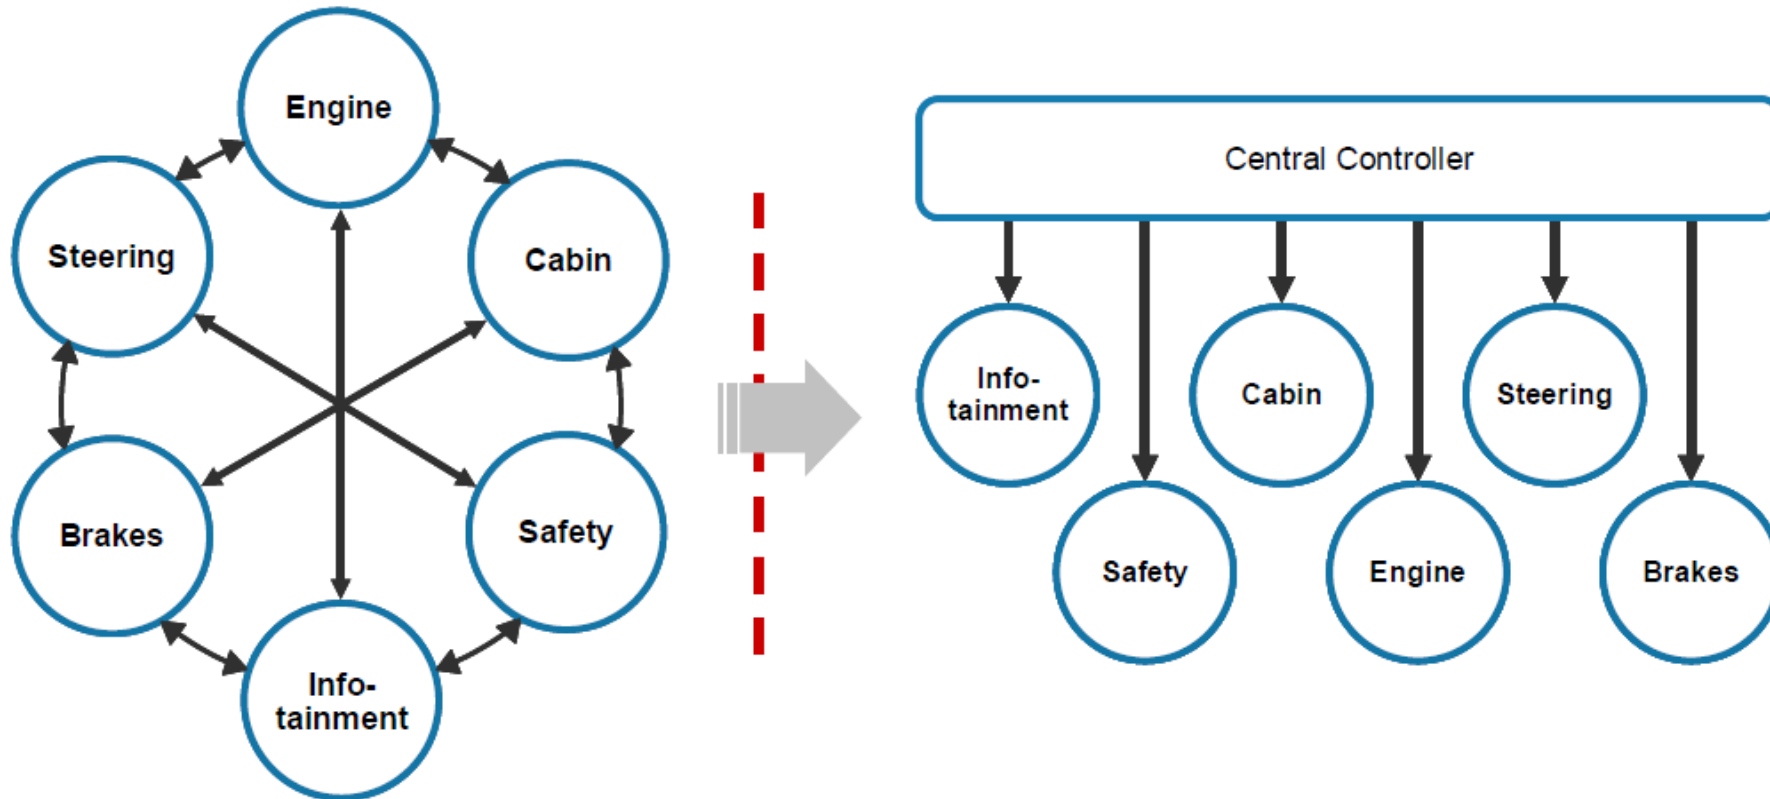 Engine
Steering
Cabin
Brakes
Safety
Info-
tainment
Central Controller
Info-
tainment
Cabin
Steering
Safety
Engine
Brakes